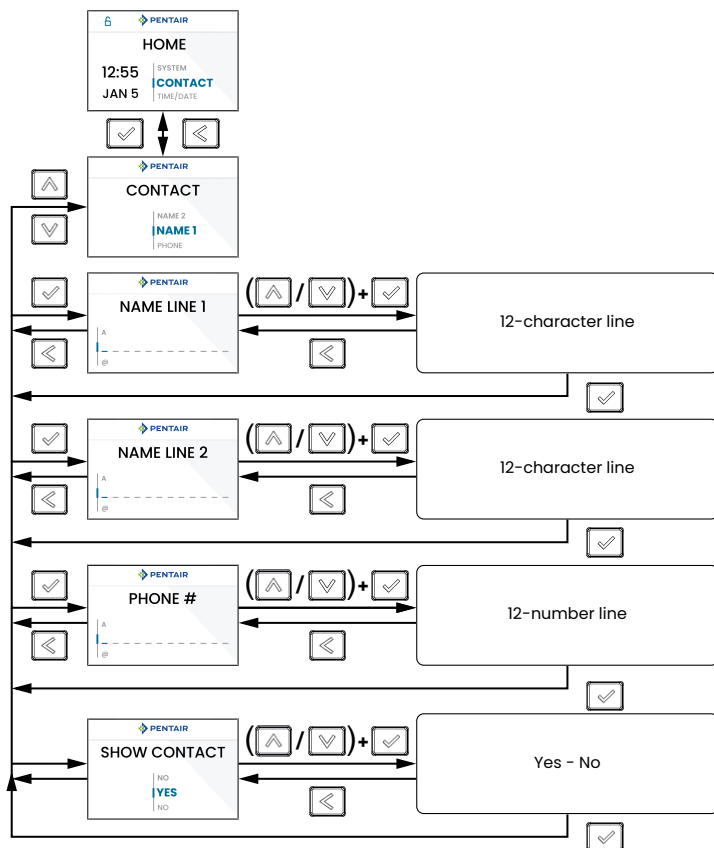 PENTAIR
HOME
12:55
JAN 5
SYSTEM
CONTACT
TIME/DATE
PENTAIR
CONTACT
NAME 2
NAME 1
PHONE
PENTAIR
NAME LINE 1
A
_ _ _ _ _ _ _ _ _ _ _ _
@
( / ) +
12-character line
PENTAIR
NAME LINE 2
A
_ _ _ _ _ _ _ _ _ _ _ _
@
( / ) +
12-character line
PENTAIR
PHONE #
A
_ _ _ _ _ _ _ _ _ _ _ _
@
( / ) +
12-number line
PENTAIR
SHOW CONTACT
NO
YES
NO
( / ) +
Yes - No